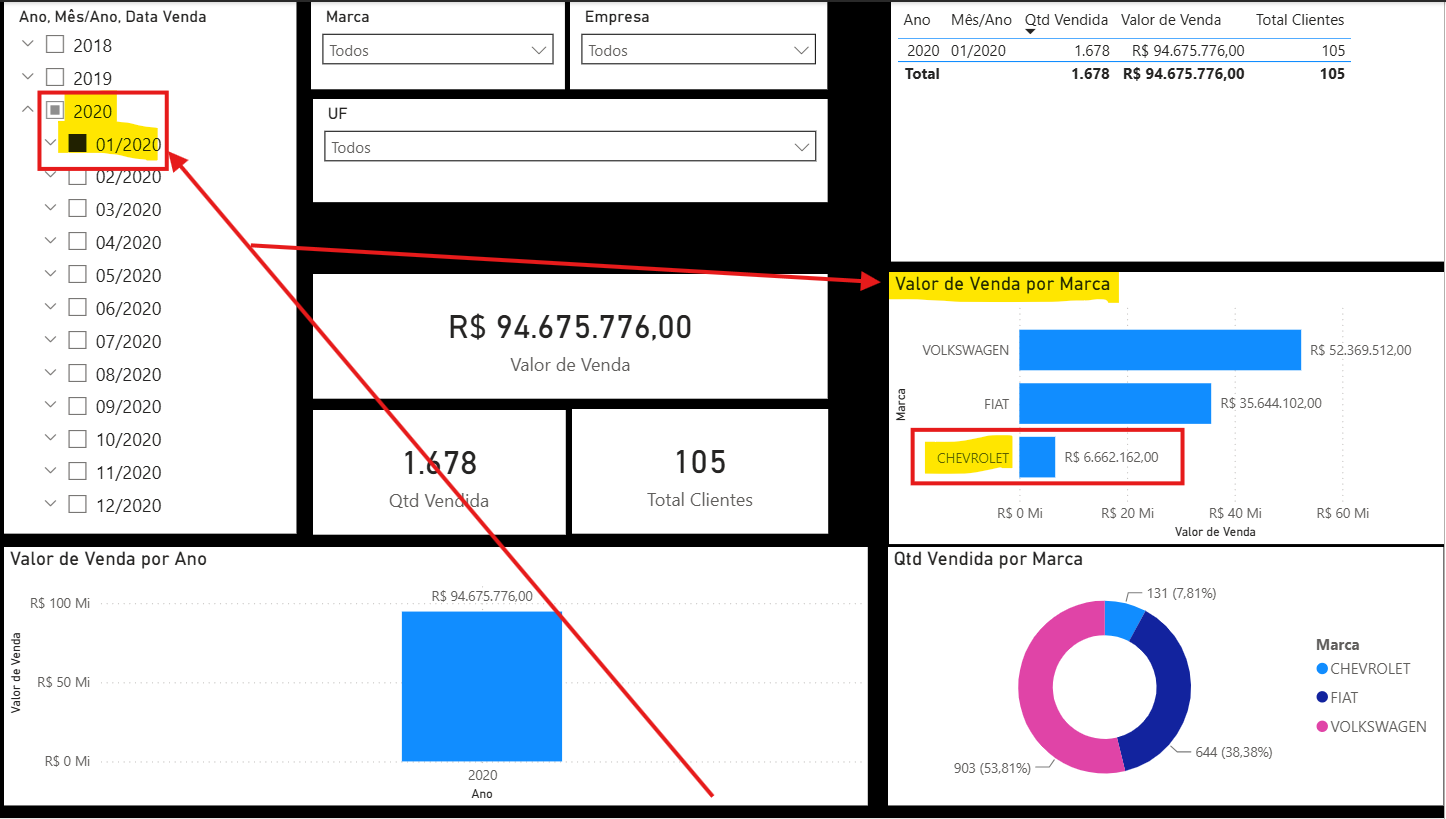 Ano, Mês/Ano, Data Venda
2018
2019
2020
01/2020
02/2020
03/2020
04/2020
05/2020
06/2020
07/2020
08/2020
09/2020
10/2020
11/2020
12/2020
Marca
Todos
Empresa
Todos
UF
Todos
R$ 94.675.776,00
Valor de Venda
1.678
Qtd Vendida
105
Total Clientes
Ano Mês/Ano Qtd Vendida Valor de Venda Total Clientes
2020 01/2020 1.678 R$ 94.675.776,00 105
Total 1.678 R$ 94.675.776,00 105
Valor de Venda por Marca
Marca
VOLKSWAGEN R$ 52.369.512,00
FIAT R$ 35.644.102,00
CHEVROLET R$ 6.662.162,00
R$ 0 Mi R$ 20 Mi R$ 40 Mi R$ 60 Mi
Valor de Venda
Valor de Venda por Ano
Valor de Venda
R$ 94.675.776,00
R$ 100 Mi
R$ 50 Mi
R$ 0 Mi
2020
Ano
Qtd Vendida por Marca
131 (7,81%)
644 (38,38%)
903 (53,81%)
Marca
CHEVROLET
FIAT
VOLKSWAGEN